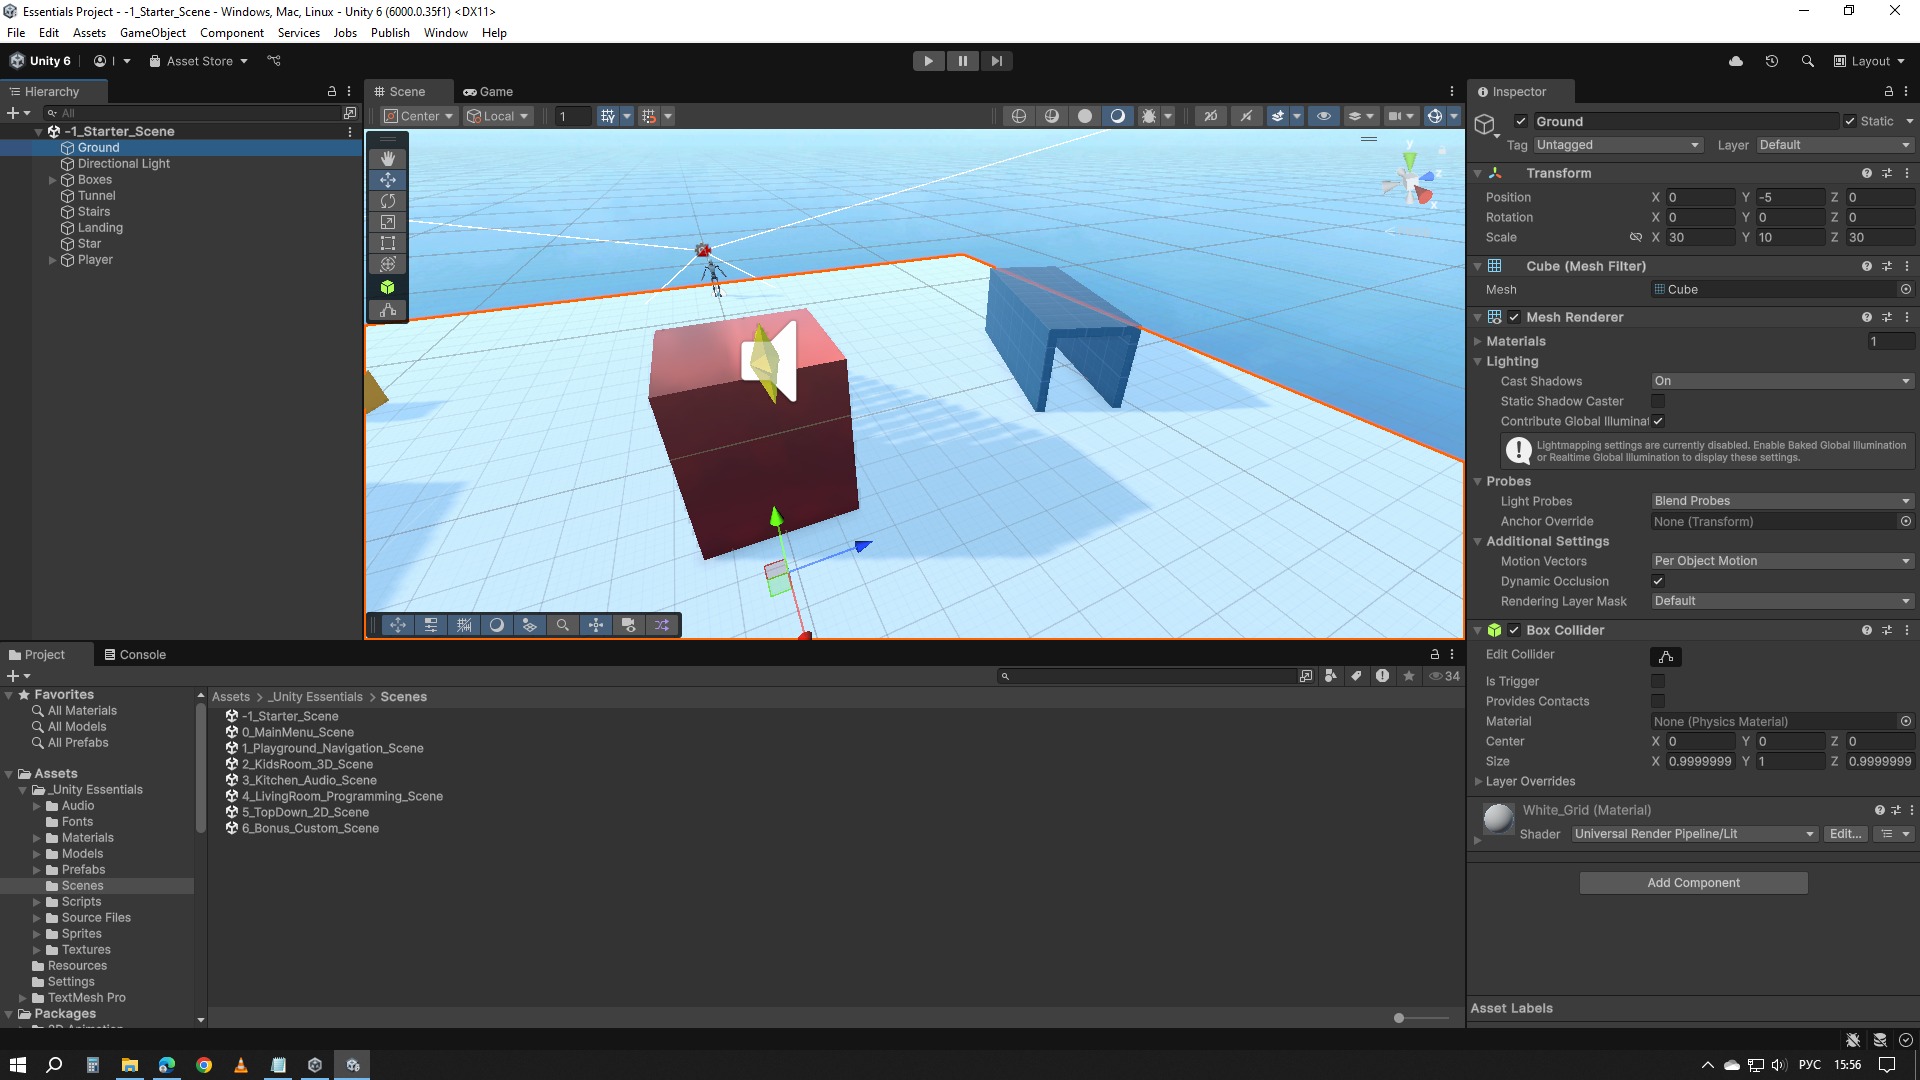 Essentials Project - -1_Starter_Scene - Windows, Mac, Linux - Unity 6 (6000.0.35f1) <DX11>
File Edit Assets GameObject Component Services Jobs Publish Window Help
Unity 6 I Asset Store Layout
Hierarchy
All
-1_Starter_Scene
Ground
Directional Light
Boxes
Tunnel
Stairs
Landing
Star
Player
Scene Game
Center Local 1 2D
y
z
x
Inspector
Ground Static
Tag Untagged Layer Default
Transform
Position X 0 Y -5 Z 0
Rotation X 0 Y 0 Z 0
Scale X 30 Y 10 Z 30
Cube (Mesh Filter)
Mesh Cube
Mesh Renderer
Materials 1
Lighting
Cast Shadows On
Static Shadow Caster
Contribute Global Illuminat
Lightmapping settings are currently disabled. Enable Baked Global Illumination
or Realtime Global Illumination to display these settings.
Probes
Light Probes Blend Probes
Anchor Override None (Transform)
Additional Settings
Motion Vectors Per Object Motion
Dynamic Occlusion
Rendering Layer Mask Default
Box Collider
Edit Collider
Is Trigger
Provides Contacts
Material None (Physics Material)
Center X 0 Y 0 Z 0
Size X 0.9999999 Y 1 Z 0.9999999
Layer Overrides
White_Grid (Material)
Shader Universal Render Pipeline/Lit Edit...
Add Component
Asset Labels
Project Console
34
Favorites
All Materials
All Models
All Prefabs
Assets
_Unity Essentials
Audio
Fonts
Materials
Models
Prefabs
Scenes
Scripts
Source Files
Sprites
Textures
Resources
Settings
TextMesh Pro
Packages
Assets > _Unity Essentials > Scenes
-1_Starter_Scene
0_MainMenu_Scene
1_Playground_Navigation_Scene
2_KidsRoom_3D_Scene
3_Kitchen_Audio_Scene
4_LivingRoom_Programming_Scene
5_TopDown_2D_Scene
6_Bonus_Custom_Scene
РУС 15:56